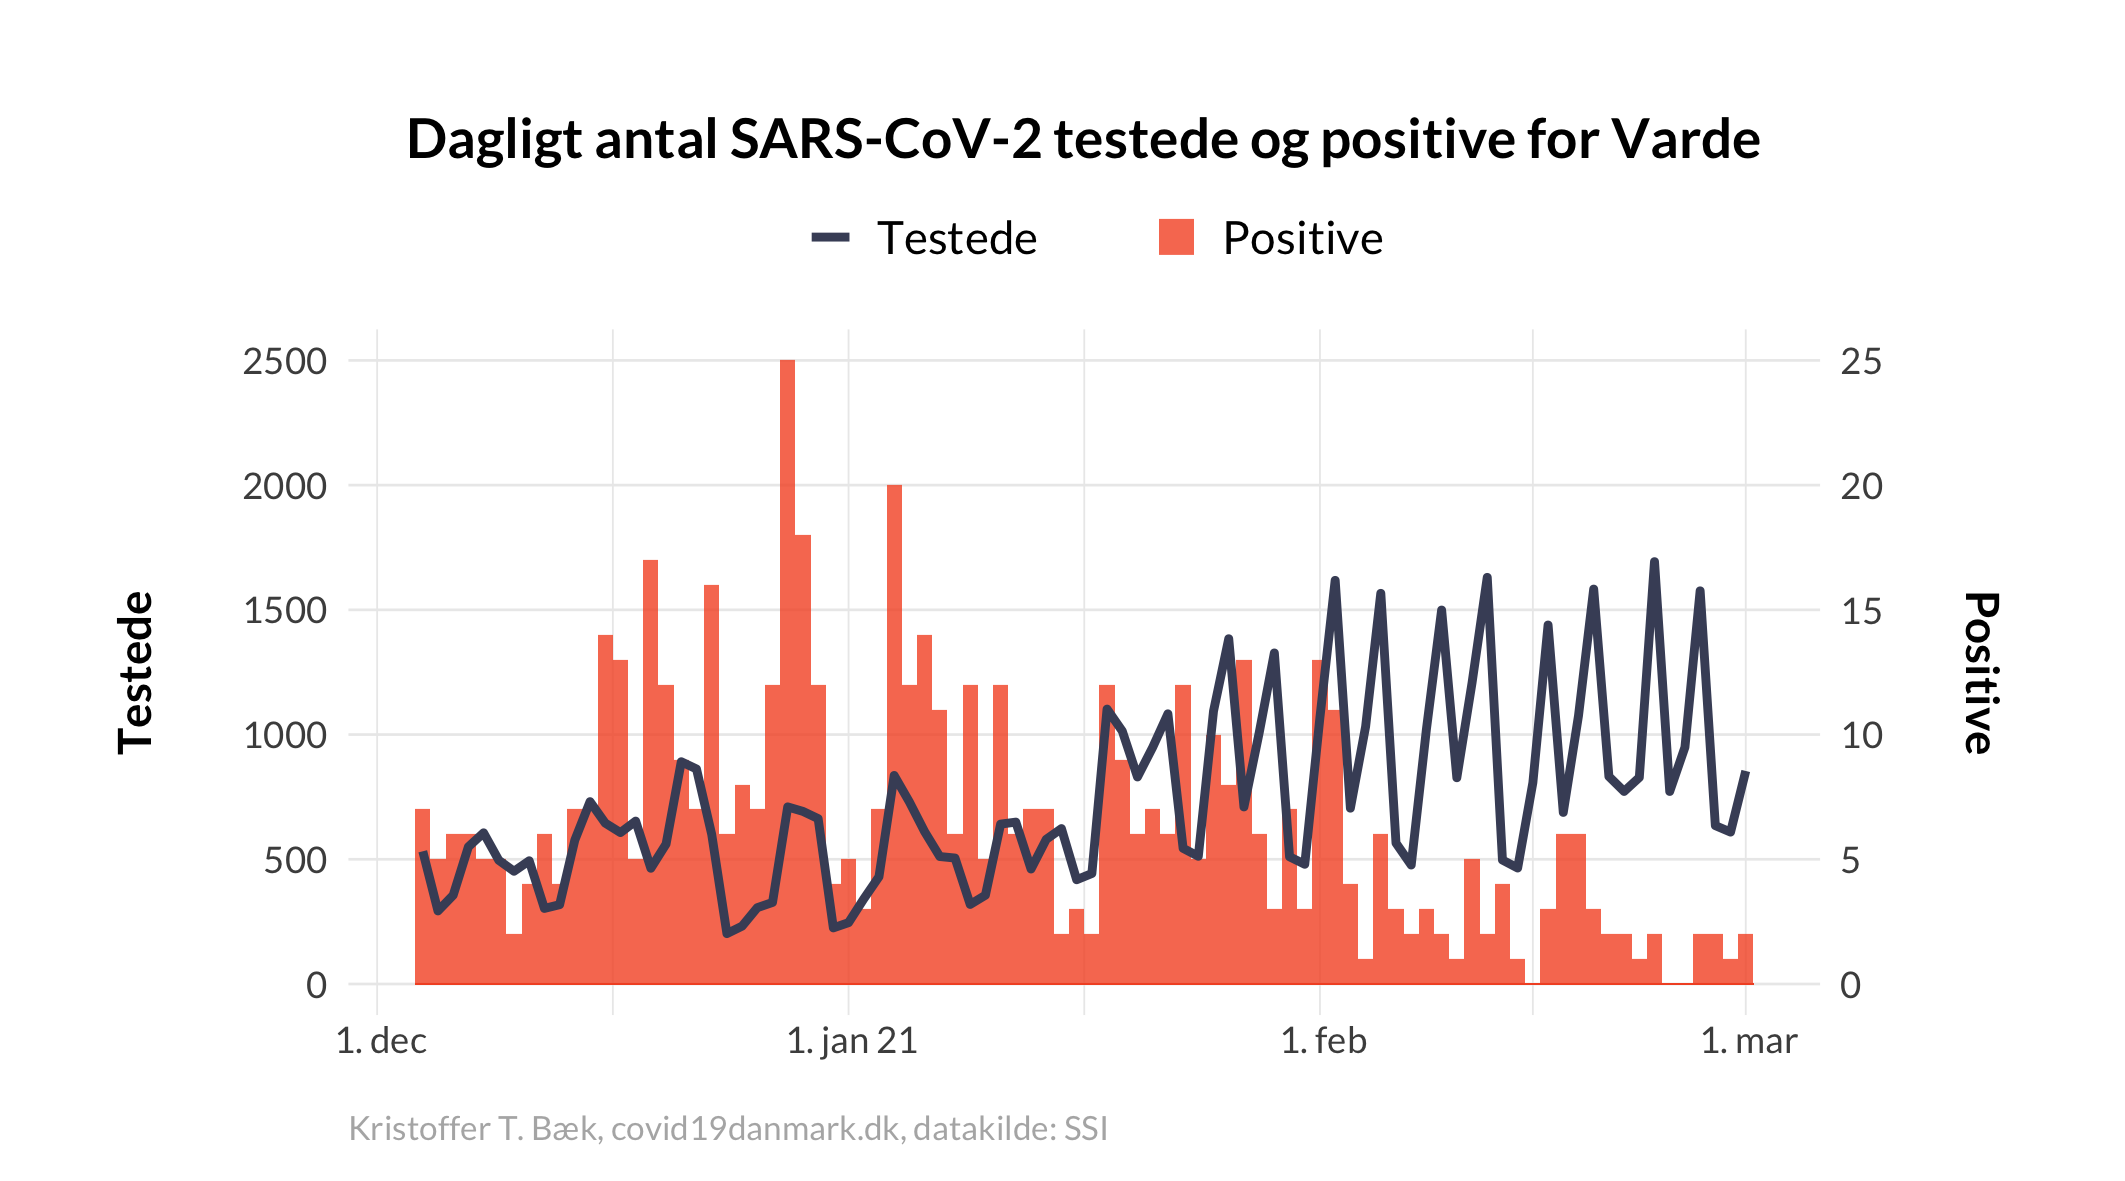 Dagligt antal SARS-CoV-2 testede og positive for Varde
Testede
Positive
2500
2000
1500
1000
500
0
25
20
15
10
5
0
Testede
Positive
1. dec
1. jan 21
1. feb
1. mar
Kristoffer T. Bæk, covid19danmark.dk, datakilde: SSI